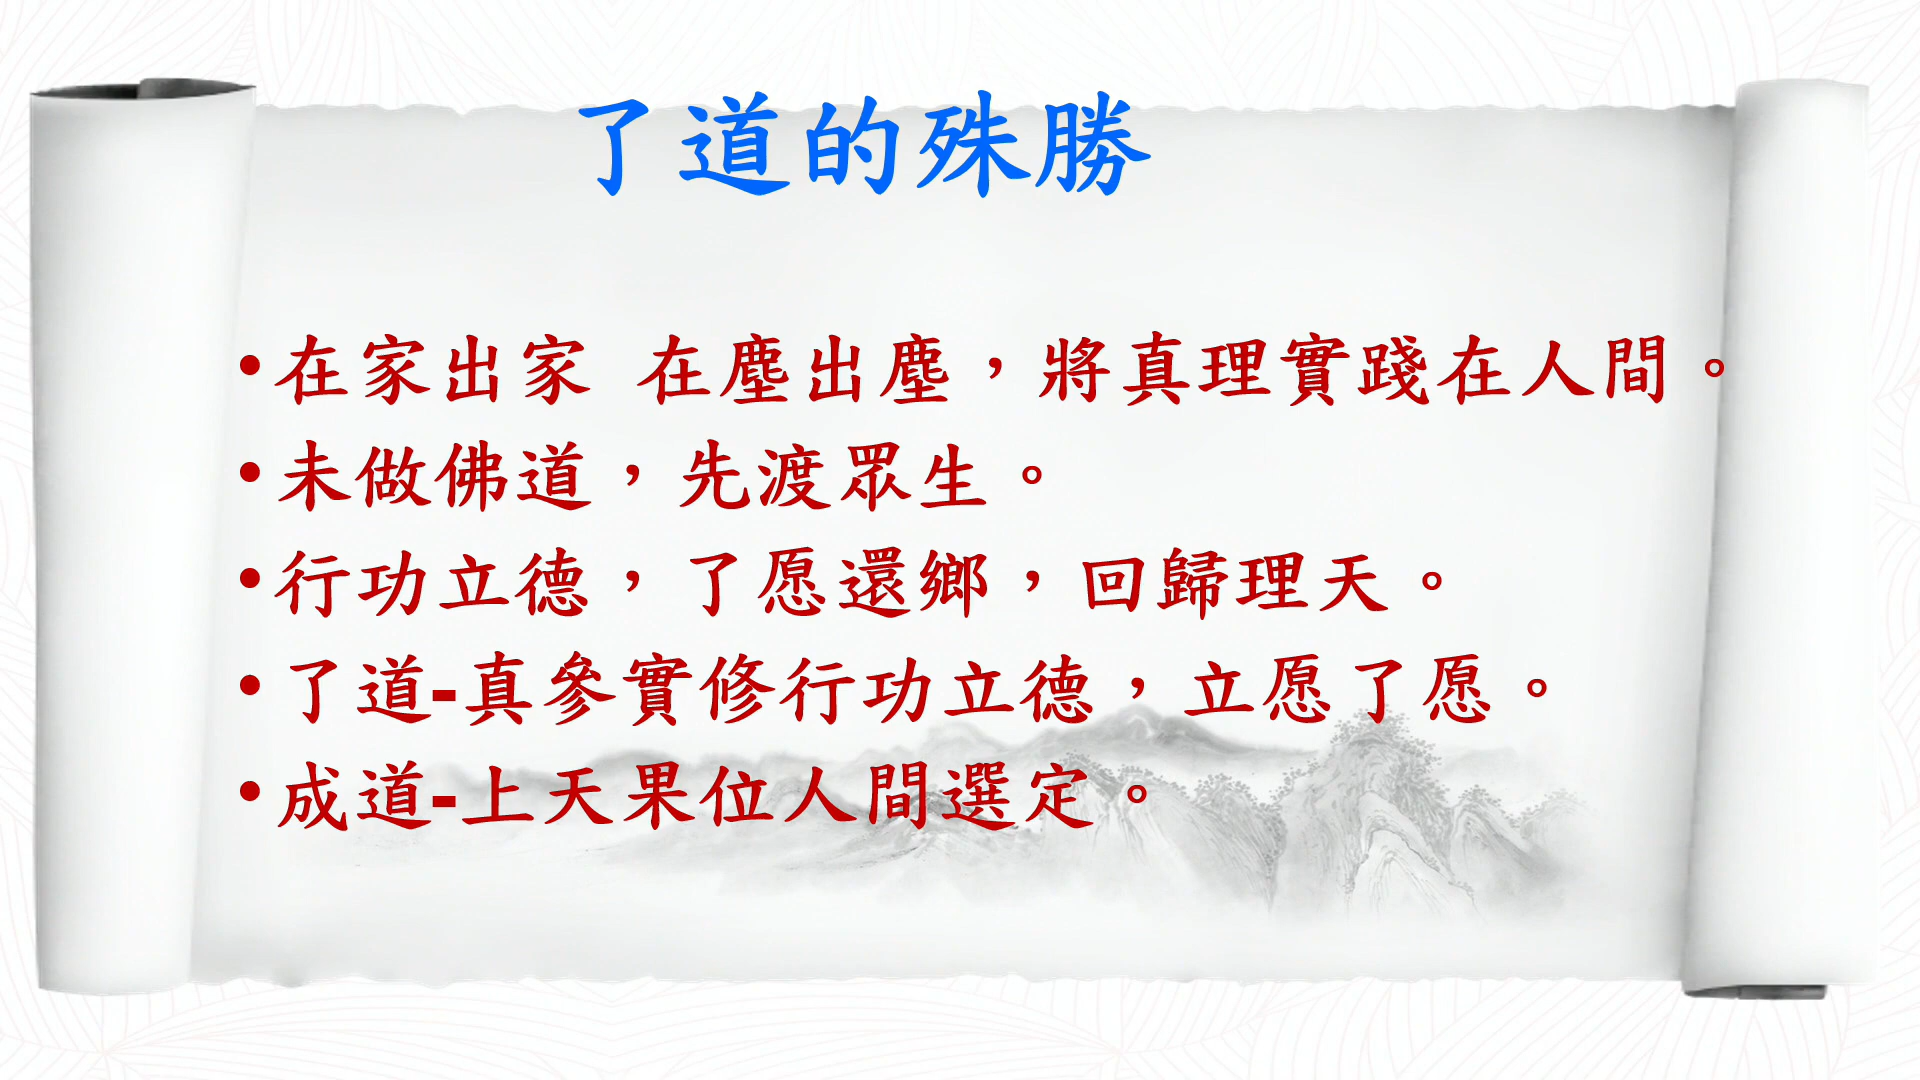 了道的殊勝
•在家出家 在塵出塵，將真理實踐在人間。
•未做佛道，先渡眾生。
•行功立德，了愿還鄉，回歸理天。
•了道-真參實修行功立德，立愿了愿。
•成道-上天果位人間選定。